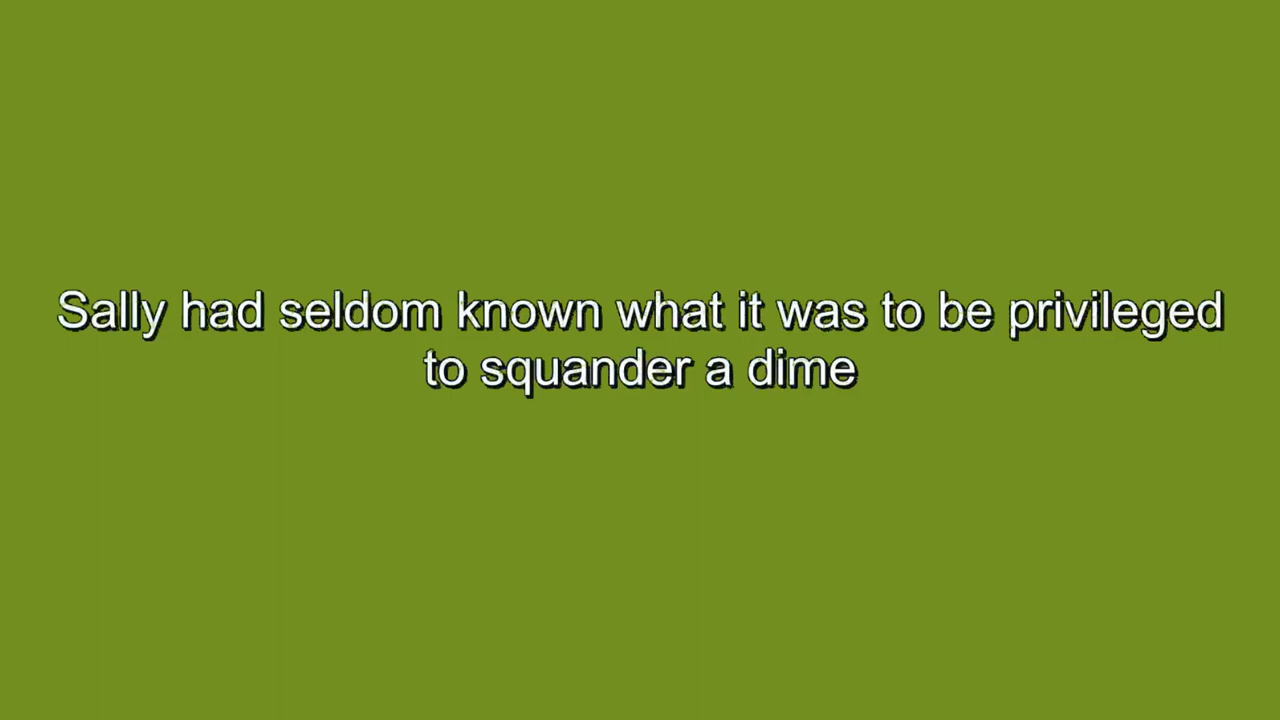 Sally had seldom known what it was to be privileged
to squander a dime